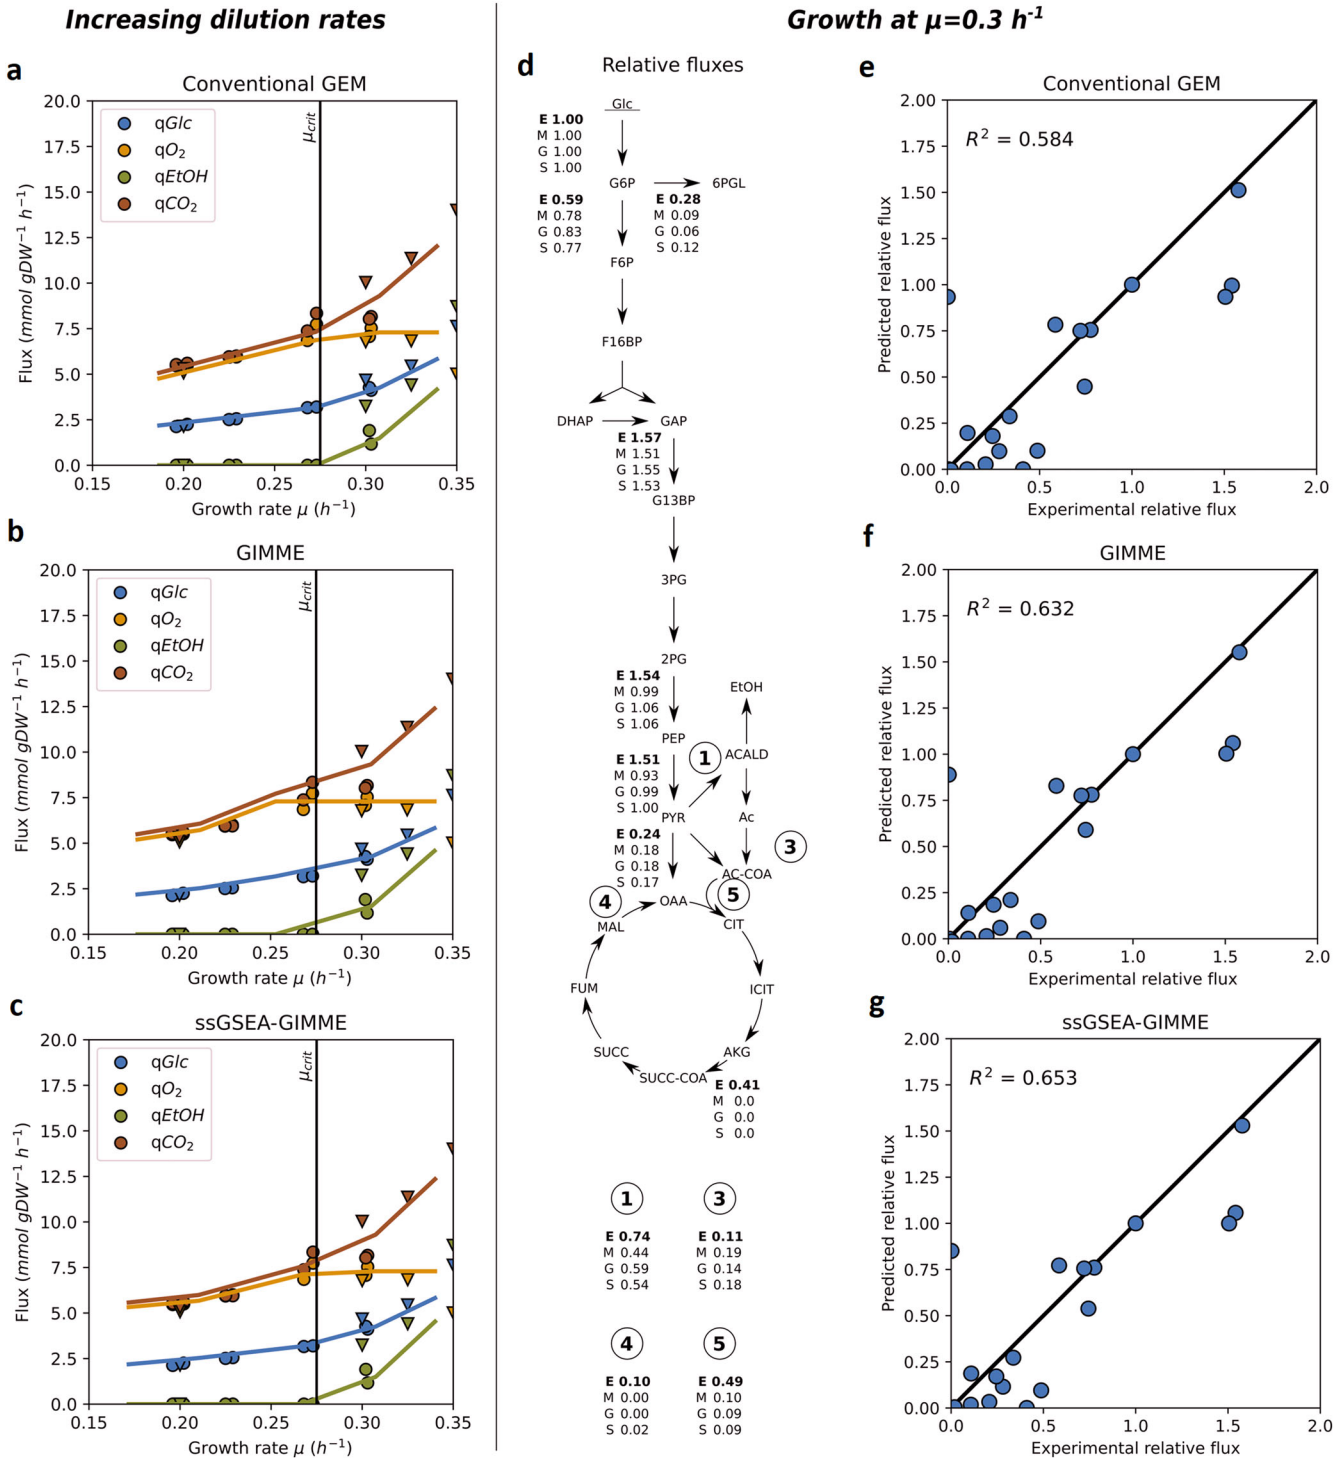 Increasing dilution rates
Growth at μ=0.3 h-1
a
Conventional GEM
20.0
17.5
15.0
12.5
10.0
7.5
5.0
2.5
0.0
Flux (mmol gDW−1 h−1)
qGlc
qO2
qEtOH
qCO2
μcrit
0.15
0.20
0.25
0.30
0.35
Growth rate μ (h−1)
b
GIMME
20.0
17.5
15.0
12.5
10.0
7.5
5.0
2.5
0.0
Flux (mmol gDW−1 h−1)
qGlc
qO2
qEtOH
qCO2
μcrit
0.15
0.20
0.25
0.30
0.35
Growth rate μ (h−1)
c
ssGSEA-GIMME
20.0
17.5
15.0
12.5
10.0
7.5
5.0
2.5
0.0
Flux (mmol gDW−1 h−1)
qGlc
qO2
qEtOH
qCO2
μcrit
0.15
0.20
0.25
0.30
0.35
Growth rate μ (h−1)
d
Relative fluxes
Glc
E 1.00
M 1.00
G 1.00
S 1.00
G6P
6PGL
E 0.59
M 0.78
G 0.83
S 0.77
E 0.28
M 0.09
G 0.06
S 0.12
F6P
F16BP
DHAP
GAP
E 1.57
M 1.51
G 1.55
S 1.53
G13BP
3PG
2PG
E 1.54
M 0.99
G 1.06
S 1.06
EtOH
PEP
1
ACALD
E 1.51
M 0.93
G 0.99
S 1.00
PYR
Ac
E 0.24
M 0.18
G 0.18
S 0.17
3
AC-COA
4
OAA
5
MAL
CIT
FUM
ICIT
SUCC
AKG
SUCC-COA
E 0.41
M 0.0
G 0.0
S 0.0
1
E 0.74
M 0.44
G 0.59
S 0.54
3
E 0.11
M 0.19
G 0.14
S 0.18
4
E 0.10
M 0.00
G 0.00
S 0.02
5
E 0.49
M 0.10
G 0.09
S 0.09
e
Conventional GEM
2.00
1.75
1.50
1.25
1.00
0.75
0.50
0.25
0.00
Predicted relative flux
R2 = 0.584
0.0
0.5
1.0
1.5
2.0
Experimental relative flux
f
GIMME
2.00
1.75
1.50
1.25
1.00
0.75
0.50
0.25
0.00
Predicted relative flux
R2 = 0.632
0.0
0.5
1.0
1.5
2.0
Experimental relative flux
g
ssGSEA-GIMME
2.00
1.75
1.50
1.25
1.00
0.75
0.50
0.25
0.00
Predicted relative flux
R2 = 0.653
0.0
0.5
1.0
1.5
2.0
Experimental relative flux